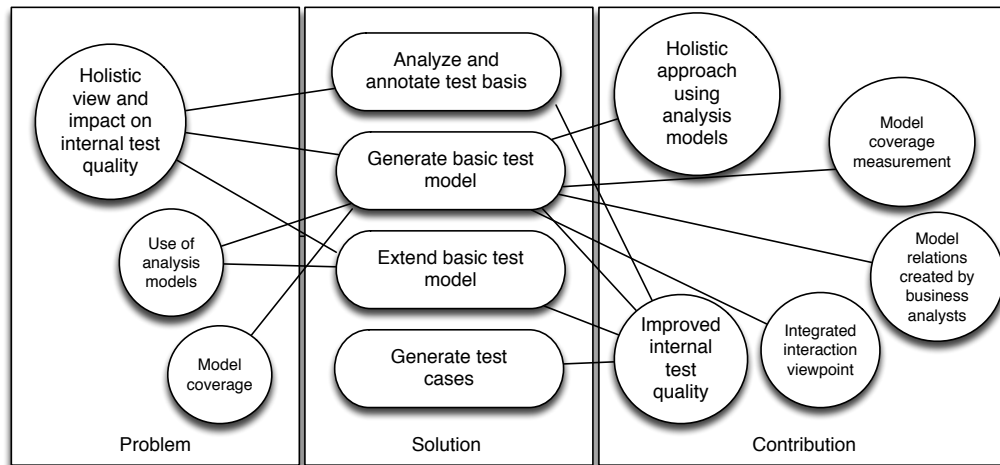 Holistic
view and
impact on
internal test
quality
Use of
analysis
models
Model
coverage
Problem
Analyze and
annotate test basis
Generate basic test
model
Extend basic test
model
Generate test
cases
Solution
Holistic
approach
using
analysis
models
Model
coverage
measurement
Model
relations
created by
business
analysts
Integrated
interaction
viewpoint
Improved
internal
test
quality
Contribution